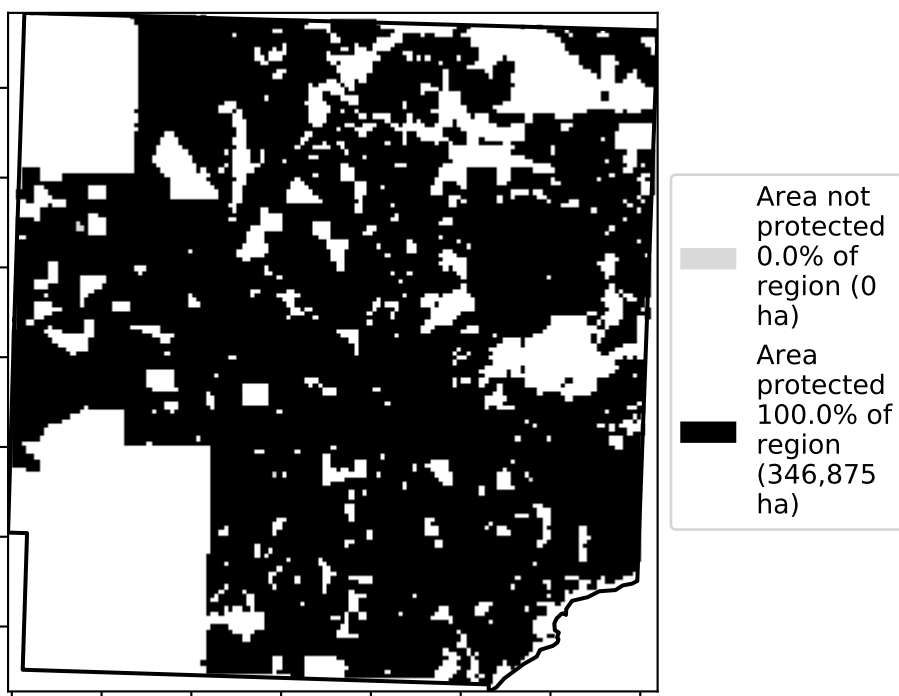 Area not
protected
0.0% of
region (0
ha)
Area
protected
100.0% of
region
(346,875
ha)